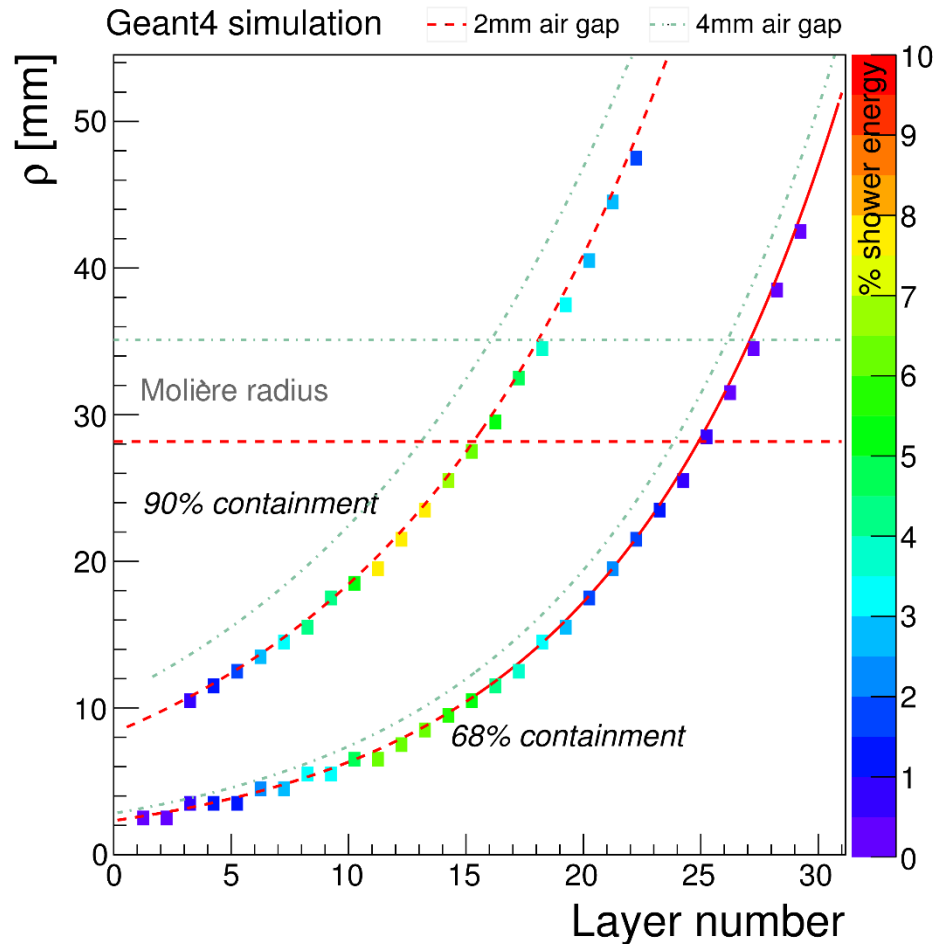 Geant4 simulation
2mm air gap
4mm air gap
ρ [mm]
50
40
30
20
10
0
Molière radius
90% containment
68% containment
0
5
10
15
20
25
30
Layer number
% shower energy
10
9
8
7
6
5
4
3
2
1
0